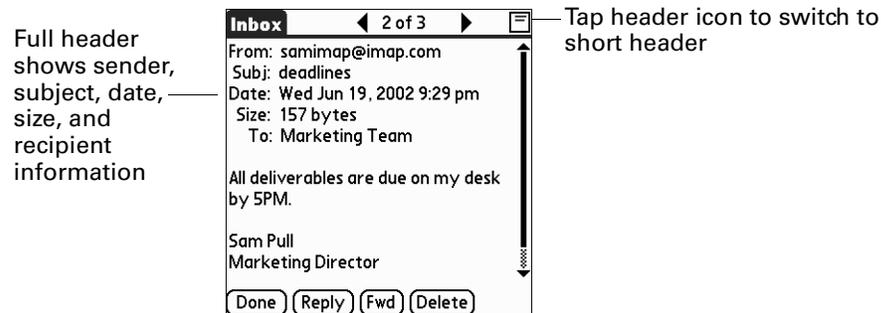 Full header
shows sender,
subject, date,
size, and
recipient
information
Inbox 2 of 3
From: samimap@imap.com
Subj: deadlines
Date: Wed Jun 19, 2002 9:29 pm
Size: 157 bytes
To: Marketing Team
All deliverables are due on my desk
by 5PM.
Sam Pull
Marketing Director
Done Reply Fwd Delete
Tap header icon to switch to
short header